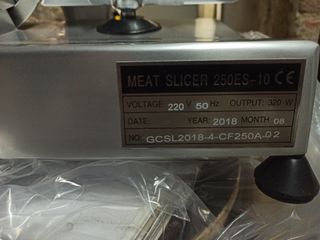 MEAT SLICER 250ES-10 CE
VOLTAGE: 220 V 50 Hz OUTPUT: 320 W
DATE: YEAR 2018 MONTH 08
NO: GCSL2018-4-CF250A-02